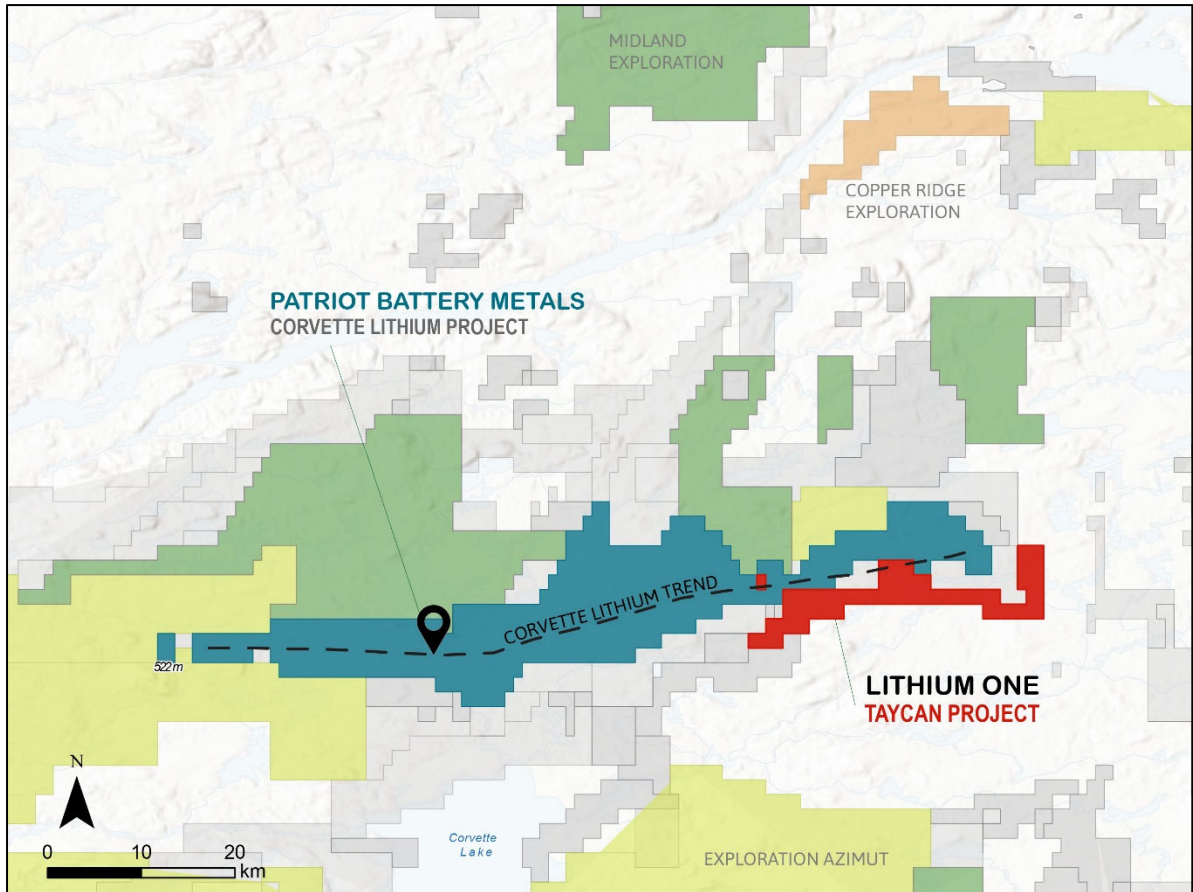 MIDLAND
EXPLORATION
COPPER RIDGE
EXPLORATION
PATRIOT BATTERY METALS
CORVETTE LITHIUM PROJECT
CORVETTE LITHIUM TREND
522m
LITHIUM ONE
TAYCAN PROJECT
N
0 10 20
km
Corvette
Lake
EXPLORATION AZIMUT